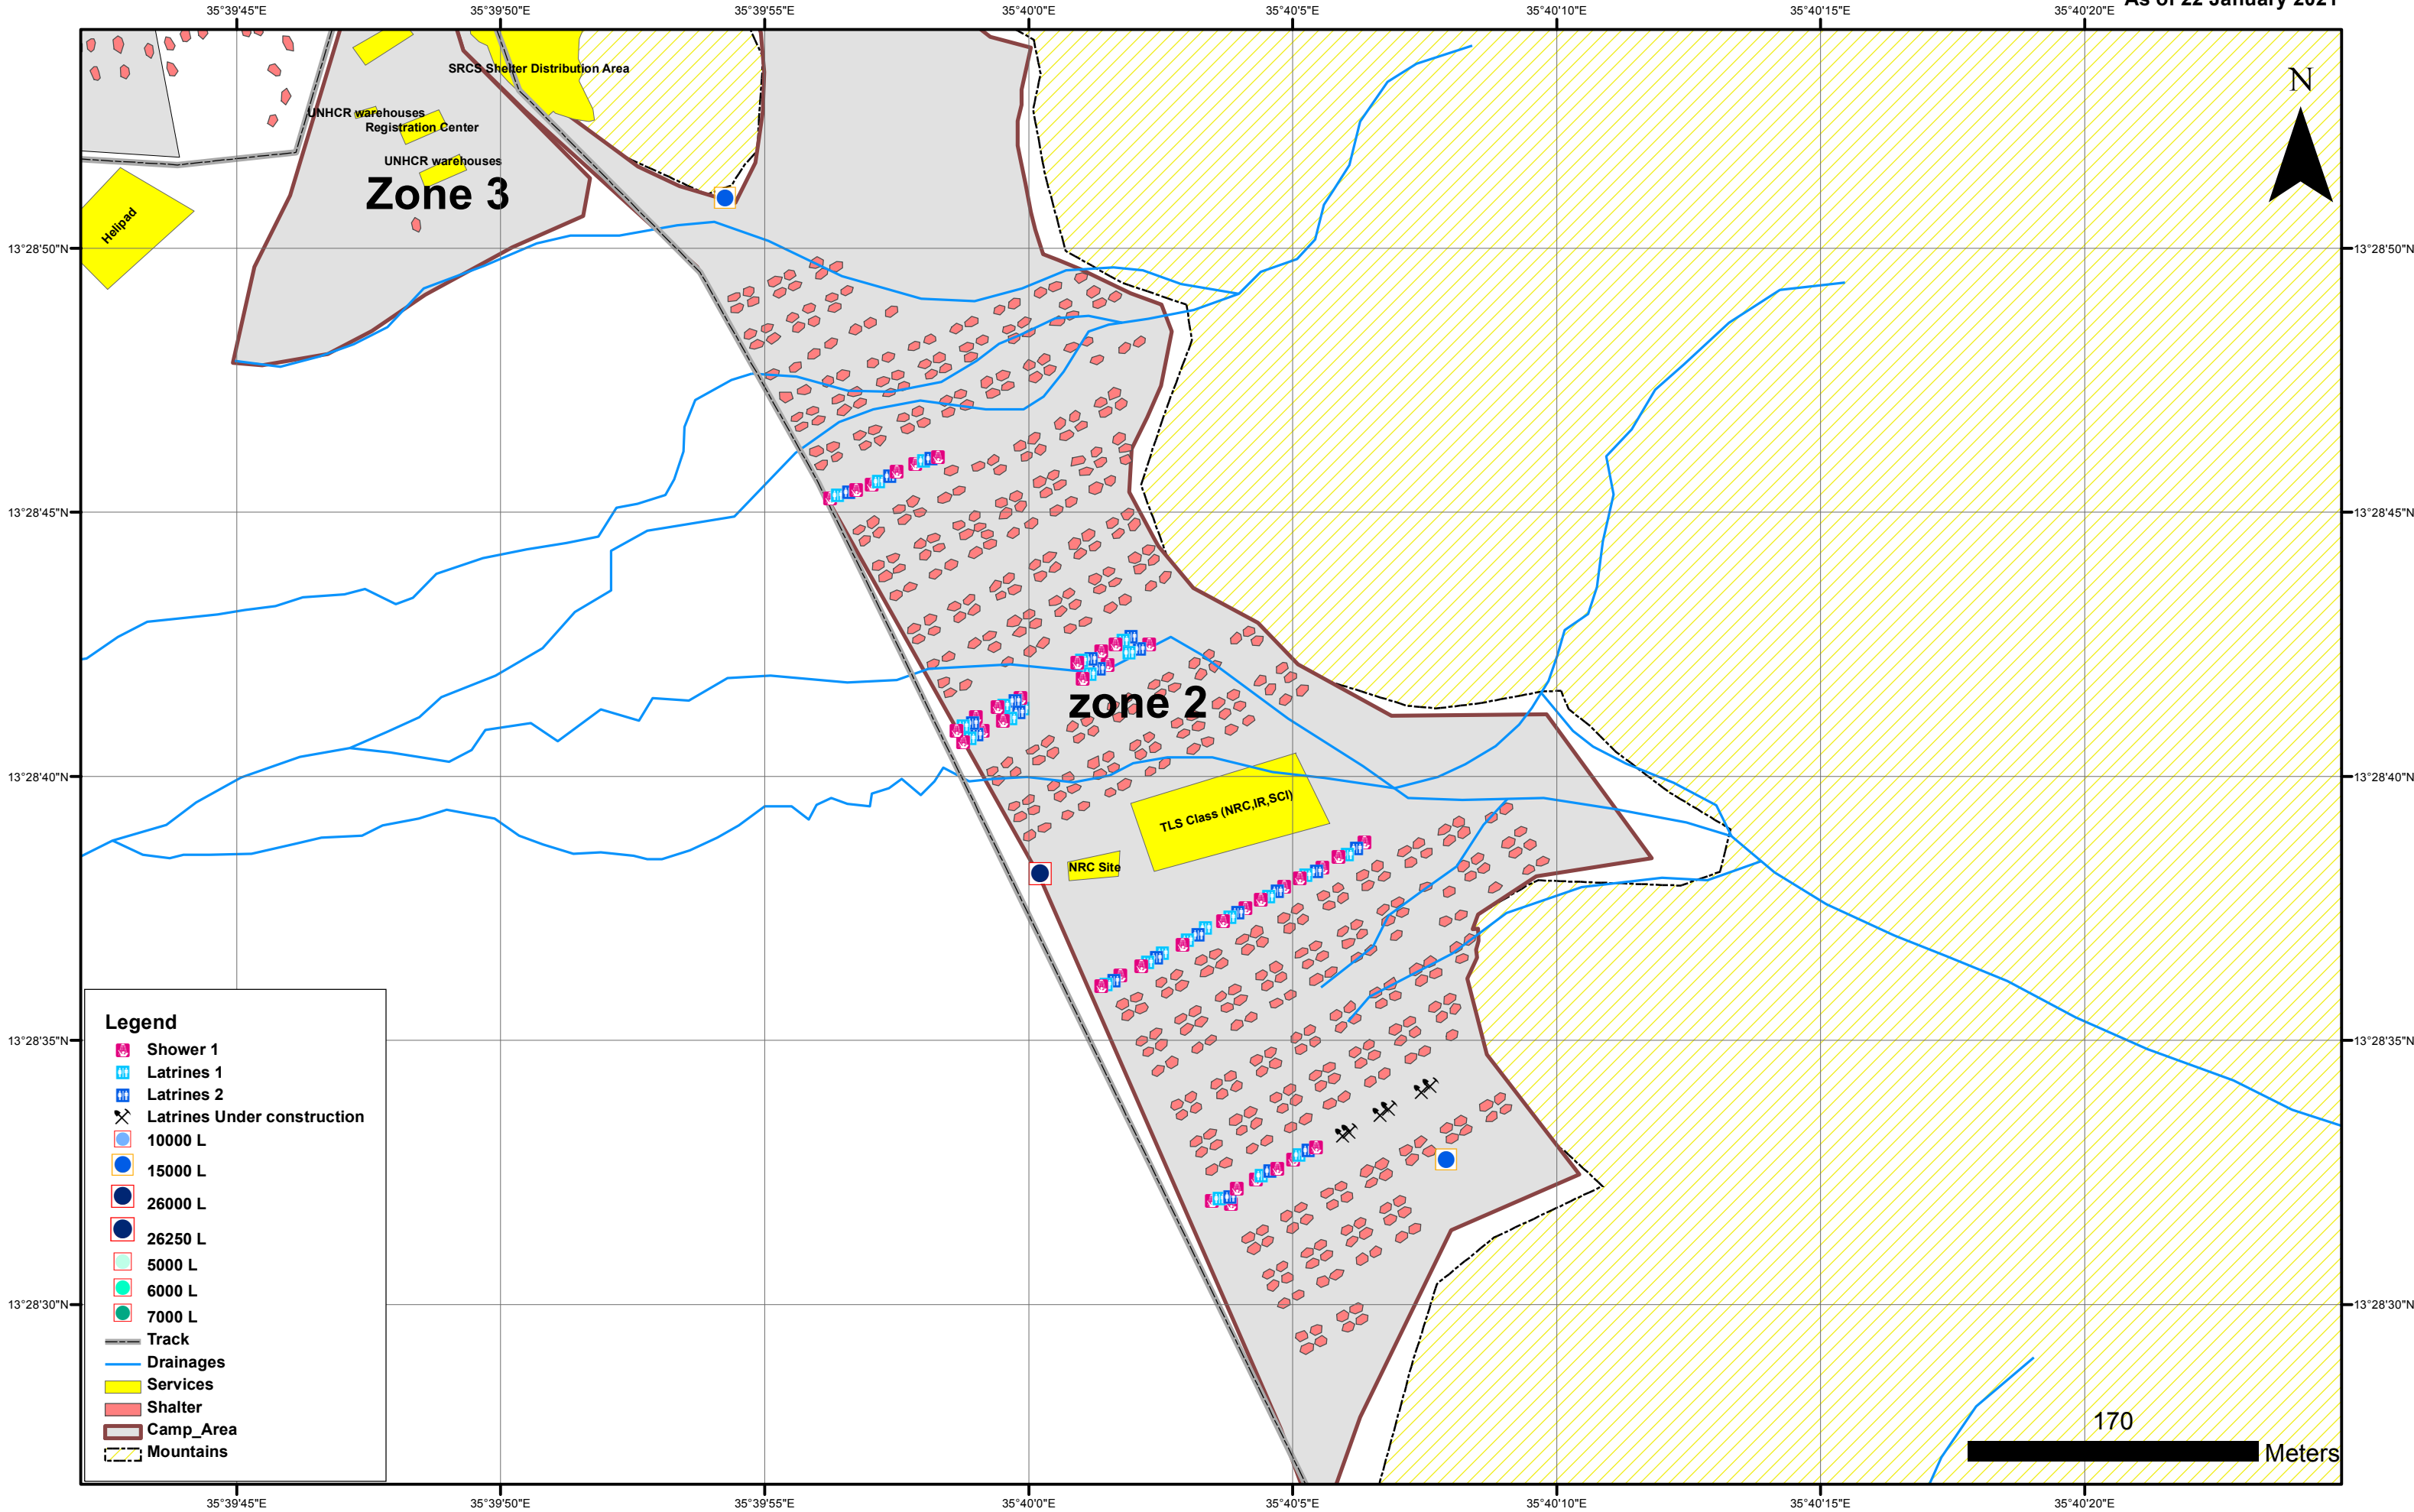 As of 22 January 2021
35°39'45"E 35°39'50"E 35°39'55"E 35°40'0"E 35°40'5"E 35°40'10"E 35°40'15"E 35°40'20"E
N
SRCS Shelter Distribution Area
UNHCR warehouses
Registration Center
UNHCR warehouses
Zone 3
Helipad
13°28'50"N 13°28'50"N
13°28'45"N 13°28'45"N
zone 2
13°28'40"N 13°28'40"N
TLS Class (NRC,IR,SCI)
NRC Site
13°28'35"N 13°28'35"N
13°28'30"N 13°28'30"N
Legend
Shower 1
Latrines 1
Latrines 2
Latrines Under construction
10000 L
15000 L
26000 L
26250 L
5000 L
6000 L
7000 L
Track
Drainages
Services
Shalter
Camp_Area
Mountains
170
Meters
35°39'45"E 35°39'50"E 35°39'55"E 35°40'0"E 35°40'5"E 35°40'10"E 35°40'15"E 35°40'20"E